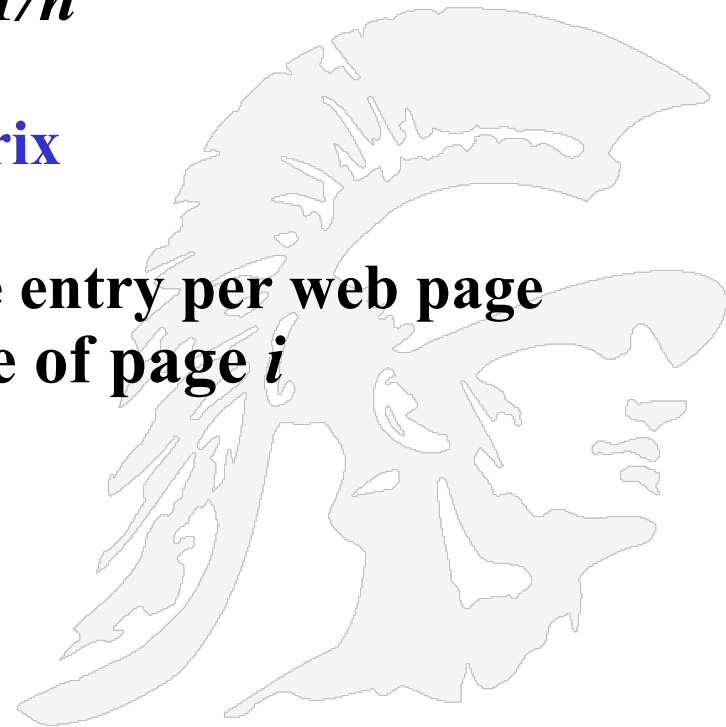 /n
rix
entry per web page
of page i